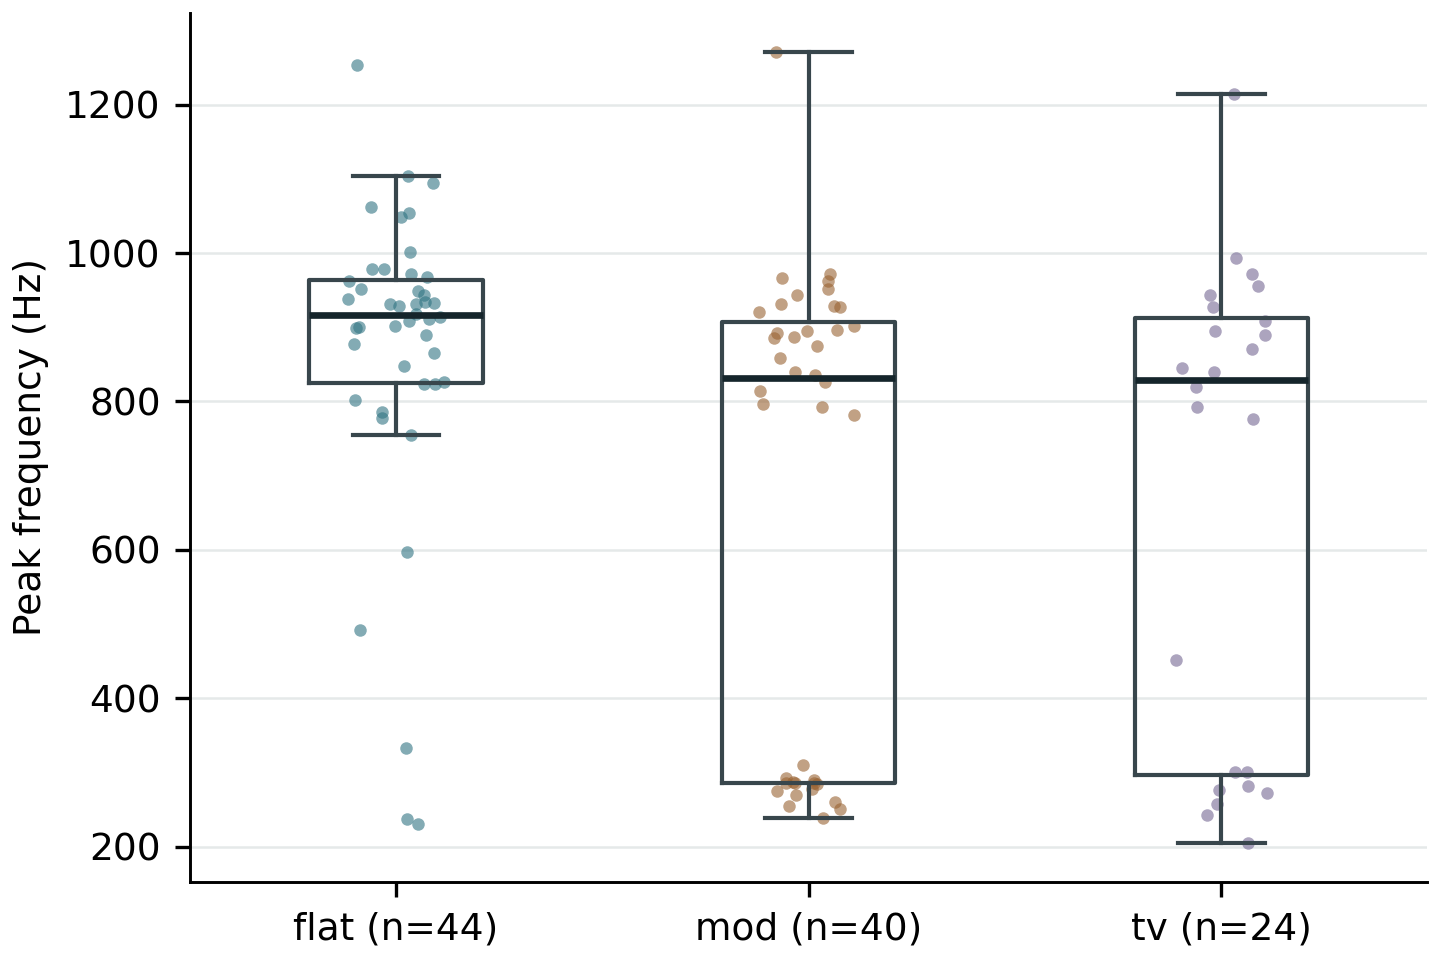 Peak frequency (Hz)
1200
1000
800
600
400
200
flat (n=44)
mod (n=40)
tv (n=24)